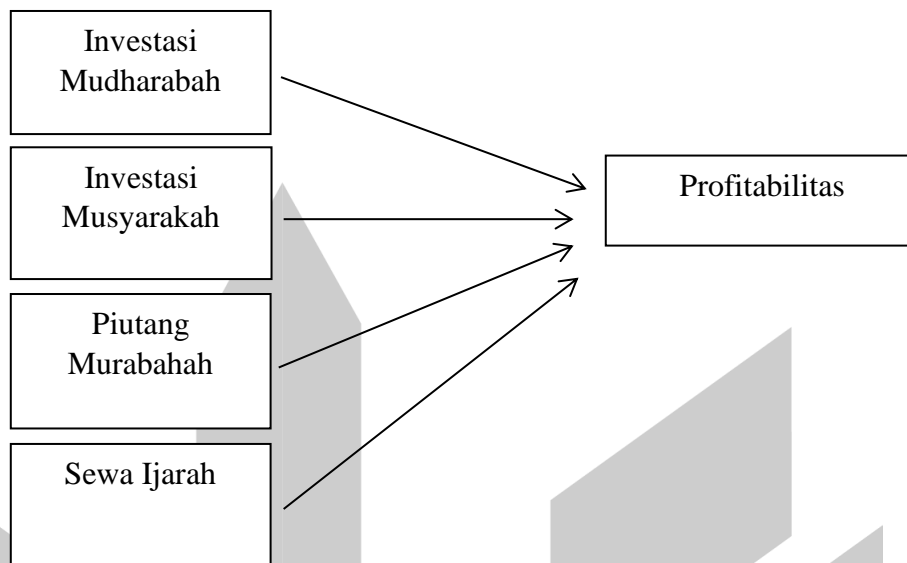 Investasi
Mudharabah
Investasi
Musyarakah
Piutang
Murabahah
Sewa Ijarah
Profitabilitas